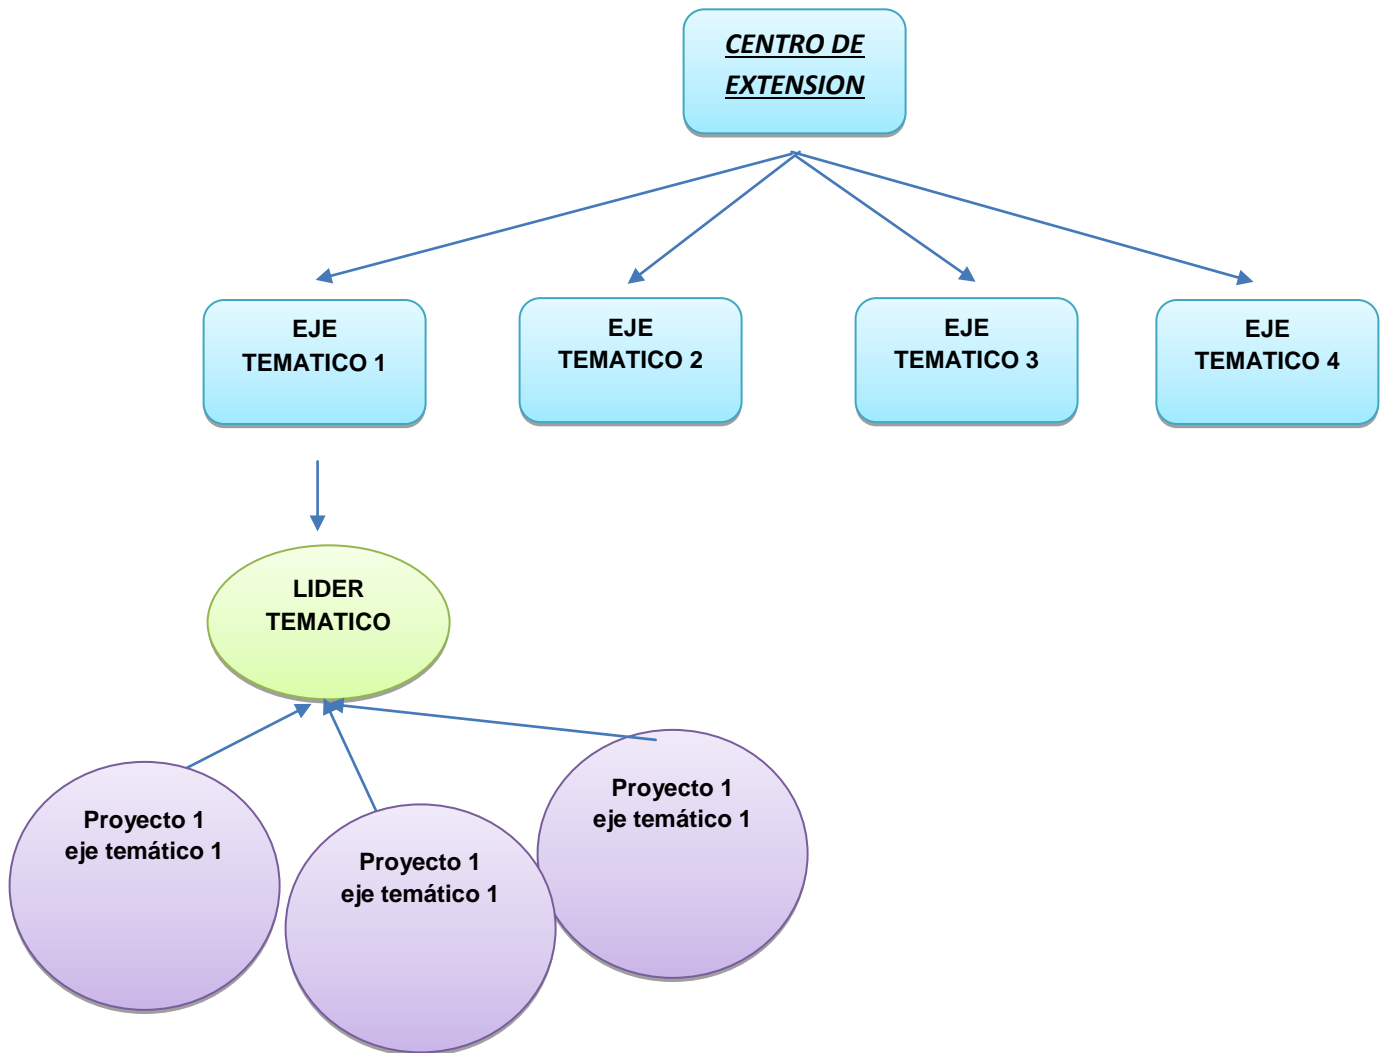 CENTRO DE
EXTENSION
EJE
TEMATICO 1
EJE
TEMATICO 2
EJE
TEMATICO 3
EJE
TEMATICO 4
LIDER
TEMATICO
Proyecto 1
eje temático 1
Proyecto 1
eje temático 1
Proyecto 1
eje temático 1